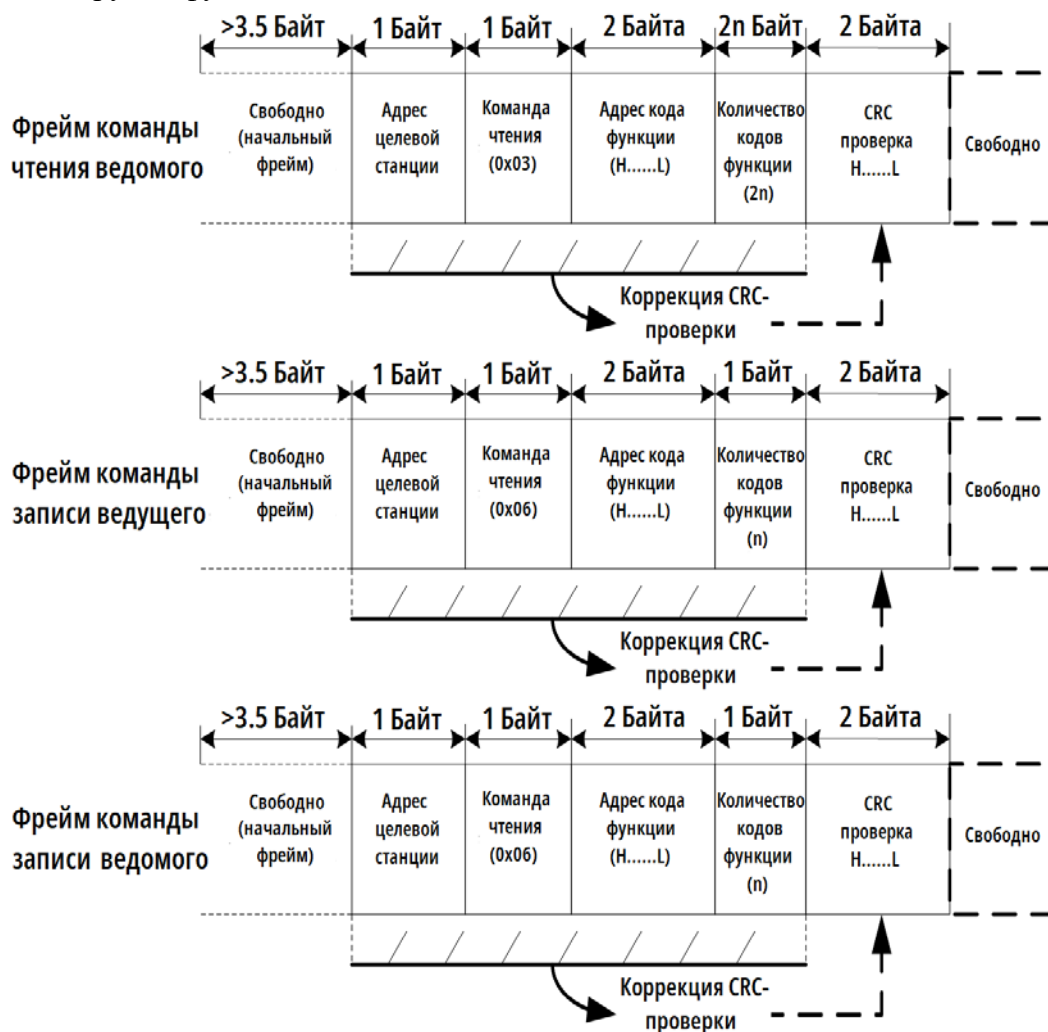 >3.5 Байт 1 Байт 1 Байт 2 Байта 2n Байт 2 Байта
Фрейм команды
чтения ведомого
Свободно
(начальный
фрейм)
Адрес
целевой
станции
Команда
чтения
(0x03)
Адрес кода
функции
(H......L)
Количество
кодов
функции
(2n)
CRC
проверка
H......L
Свободно
Коррекция CRC-
проверки
>3.5 Байт 1 Байт 1 Байт 2 Байта 1 Байт 2 Байта
Фрейм команды
записи ведущего
Свободно
(начальный
фрейм)
Адрес
целевой
станции
Команда
чтения
(0x06)
Адрес кода
функции
(H......L)
Количество
кодов
функции
(n)
CRC
проверка
H......L
Свободно
Коррекция CRC-
проверки
>3.5 Байт 1 Байт 1 Байт 2 Байта 1 Байт 2 Байта
Фрейм команды
записи ведомого
Свободно
(начальный
фрейм)
Адрес
целевой
станции
Команда
чтения
(0x06)
Адрес кода
функции
(H......L)
Количество
кодов
функции
(n)
CRC
проверка
H......L
Свободно
Коррекция CRC-
проверки